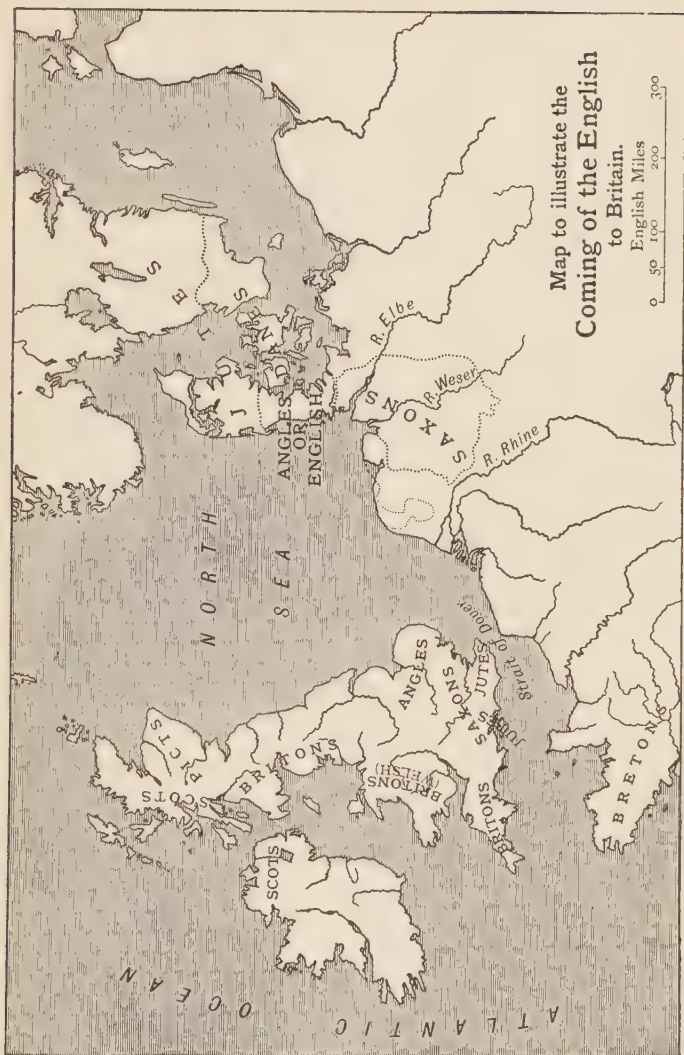 129
Map to illustrate the
Coming of the English
to Britain.
English Miles
0 50 100 200 300
ATLANTIC OCEAN
NORTH
SEA
SCOTS
SCOTS
PICTS
BRITONS
BRITONS
(WELSH)
BRITONS
ANGLES
SAXONS
JUTES
JUTES
Strait of Dover
BRETONS
JUTES
DANES
ANGLES
OR
ENGLISH
SAXONS
R. Elbe
R. Weser
R. Rhine